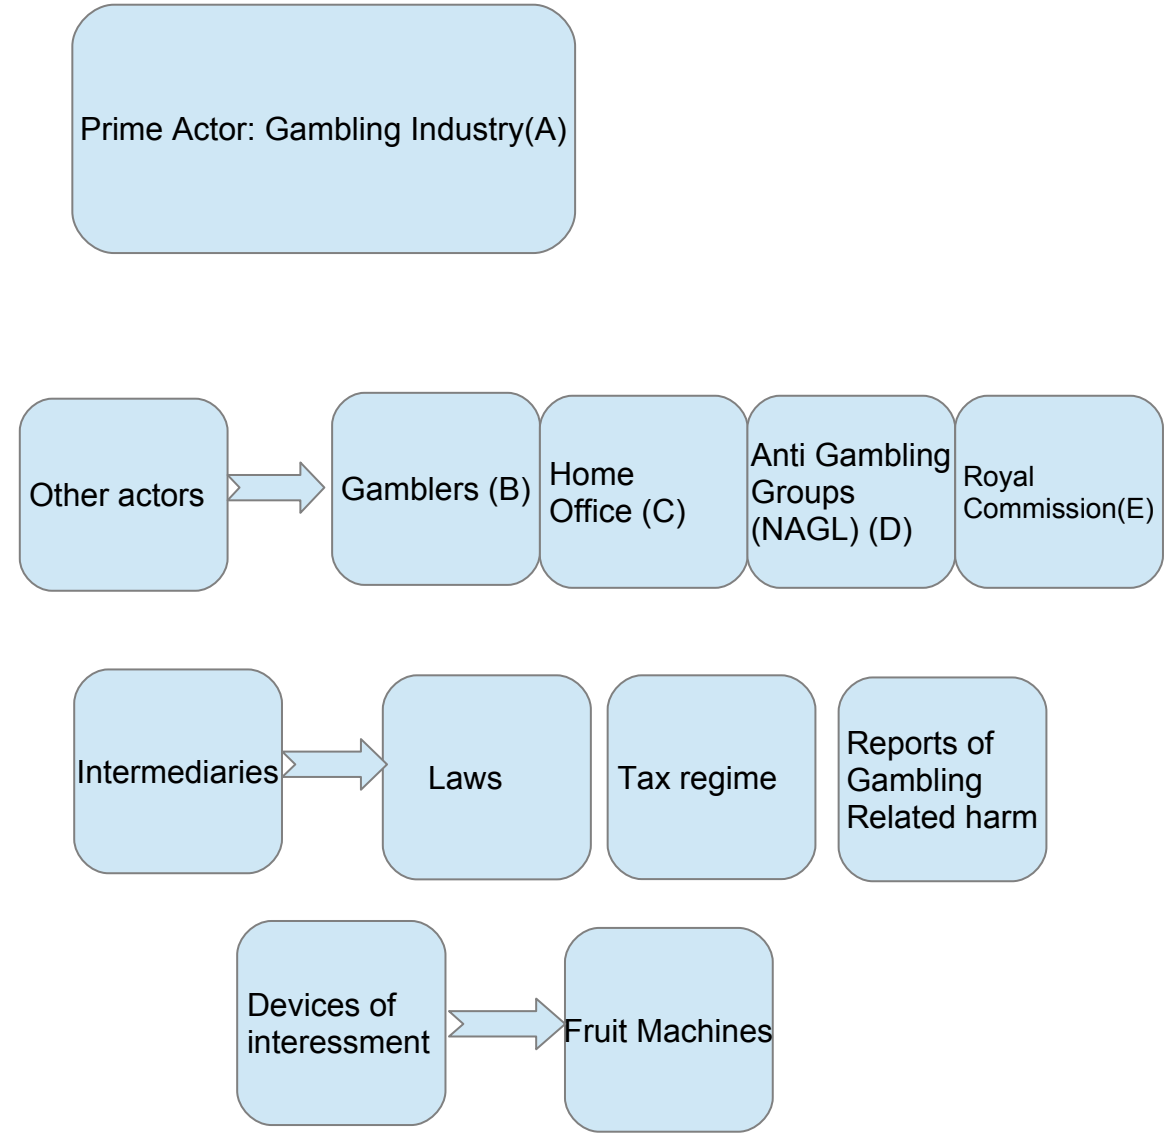 Prime Actor: Gambling Industry(A)
Other actors
Gamblers (B)
Home
Office (C)
Anti Gambling
Groups
(NAGL) (D)
Royal
Commission(E)
Intermediaries
Laws
Tax regime
Reports of
Gambling
Related harm
Devices of
interessment
Fruit Machines